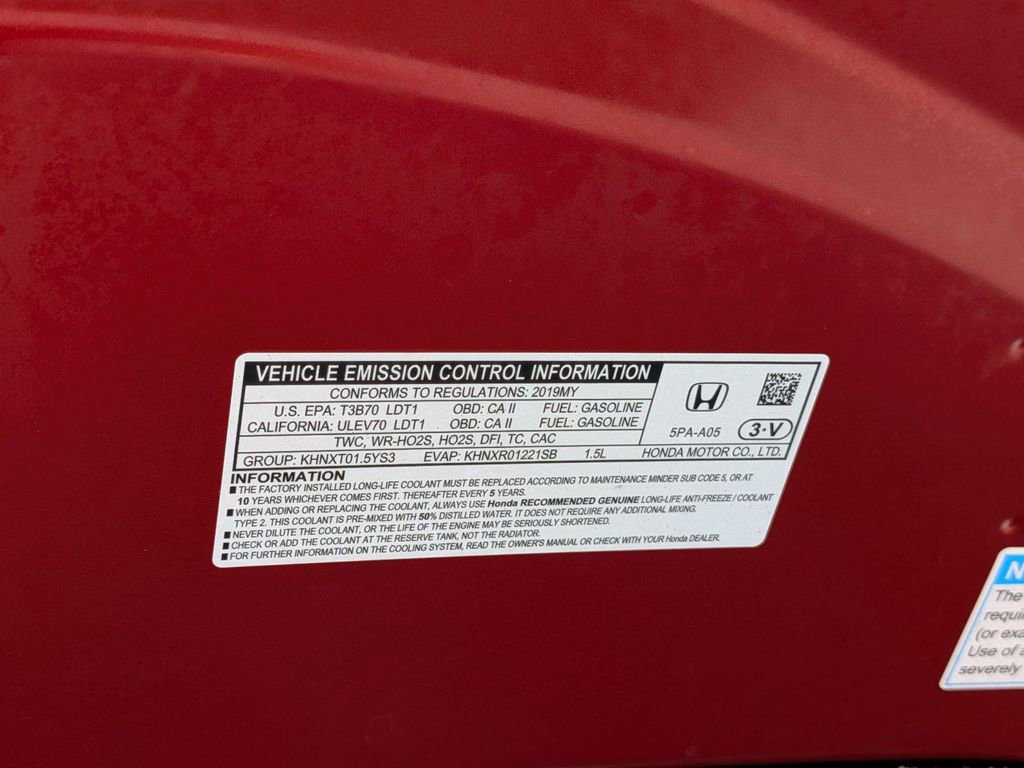 VEHICLE EMISSION CONTROL INFORMATION
CONFORMS TO REGULATIONS: 2019MY
U.S. EPA: T3B70 LDT1 OBD: CA II FUEL: GASOLINE
CALIFORNIA: ULEV70 LDT1 OBD: CA II FUEL: GASOLINE
TWC, WR-HO2S, HO2S, DFI, TC, CAC
GROUP: KHNXT01.5YS3 EVAP: KHNXR01221SB 1.5L
5PA-A05 3·V
HONDA MOTOR CO., LTD.
INFORMATION
■ THE FACTORY INSTALLED LONG-LIFE COOLANT MUST BE REPLACED ACCORDING TO MAINTENANCE MINDER SUB CODE 5, OR AT
10 YEARS WHICHEVER COMES FIRST. THEREAFTER EVERY 5 YEARS.
■ WHEN ADDING OR REPLACING THE COOLANT, ALWAYS USE Honda RECOMMENDED GENUINE LONG-LIFE ANTI-FREEZE / COOLANT
TYPE 2. THIS COOLANT IS PRE-MIXED WITH 50% DISTILLED WATER. IT DOES NOT REQUIRE ANY ADDITIONAL MIXING.
■ NEVER DILUTE THE COOLANT, OR THE LIFE OF THE ENGINE MAY BE SERIOUSLY SHORTENED.
■ CHECK OR ADD THE COOLANT AT THE RESERVE TANK, NOT THE RADIATOR.
■ FOR FURTHER INFORMATION ON THE COOLING SYSTEM, READ THE OWNER'S MANUAL OR CHECK WITH YOUR Honda DEALER.
N
The
requi
(or exa
Use of a
severely